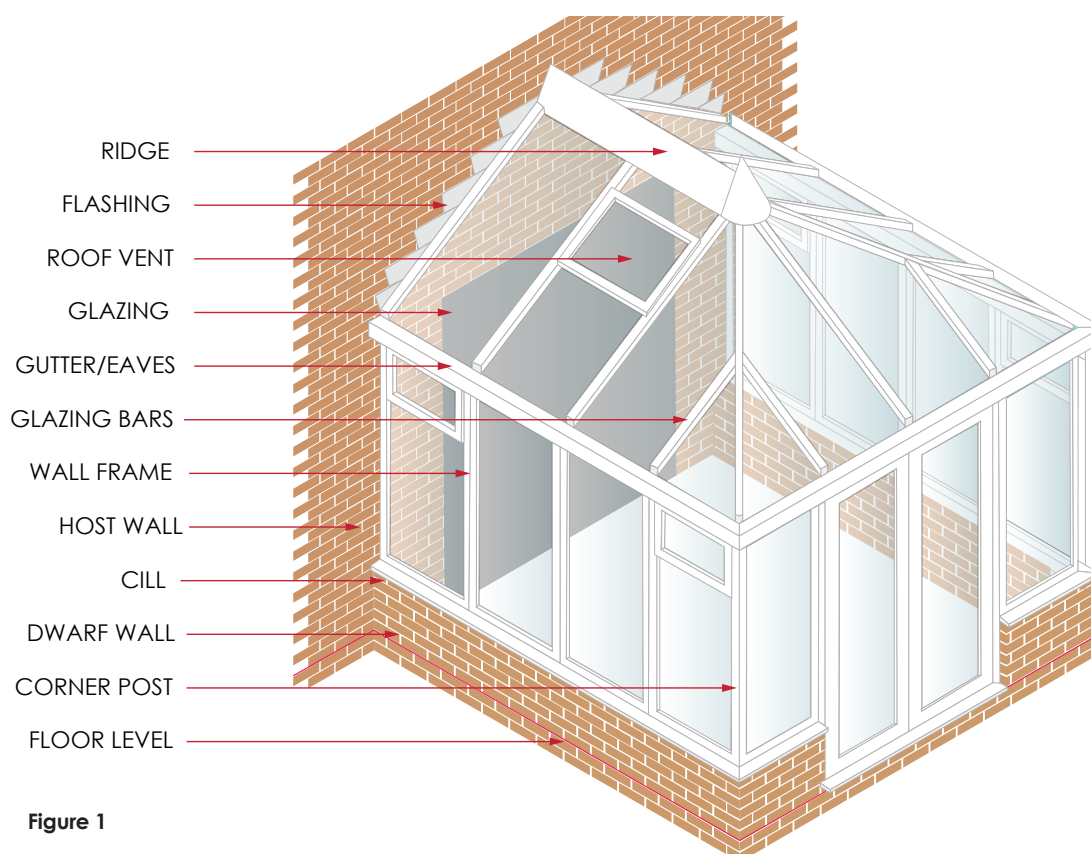 RIDGE
FLASHING
ROOF VENT
GLAZING
GUTTER/EAVES
GLAZING BARS
WALL FRAME
HOST WALL
CILL
DWARF WALL
CORNER POST
FLOOR LEVEL
Figure 1